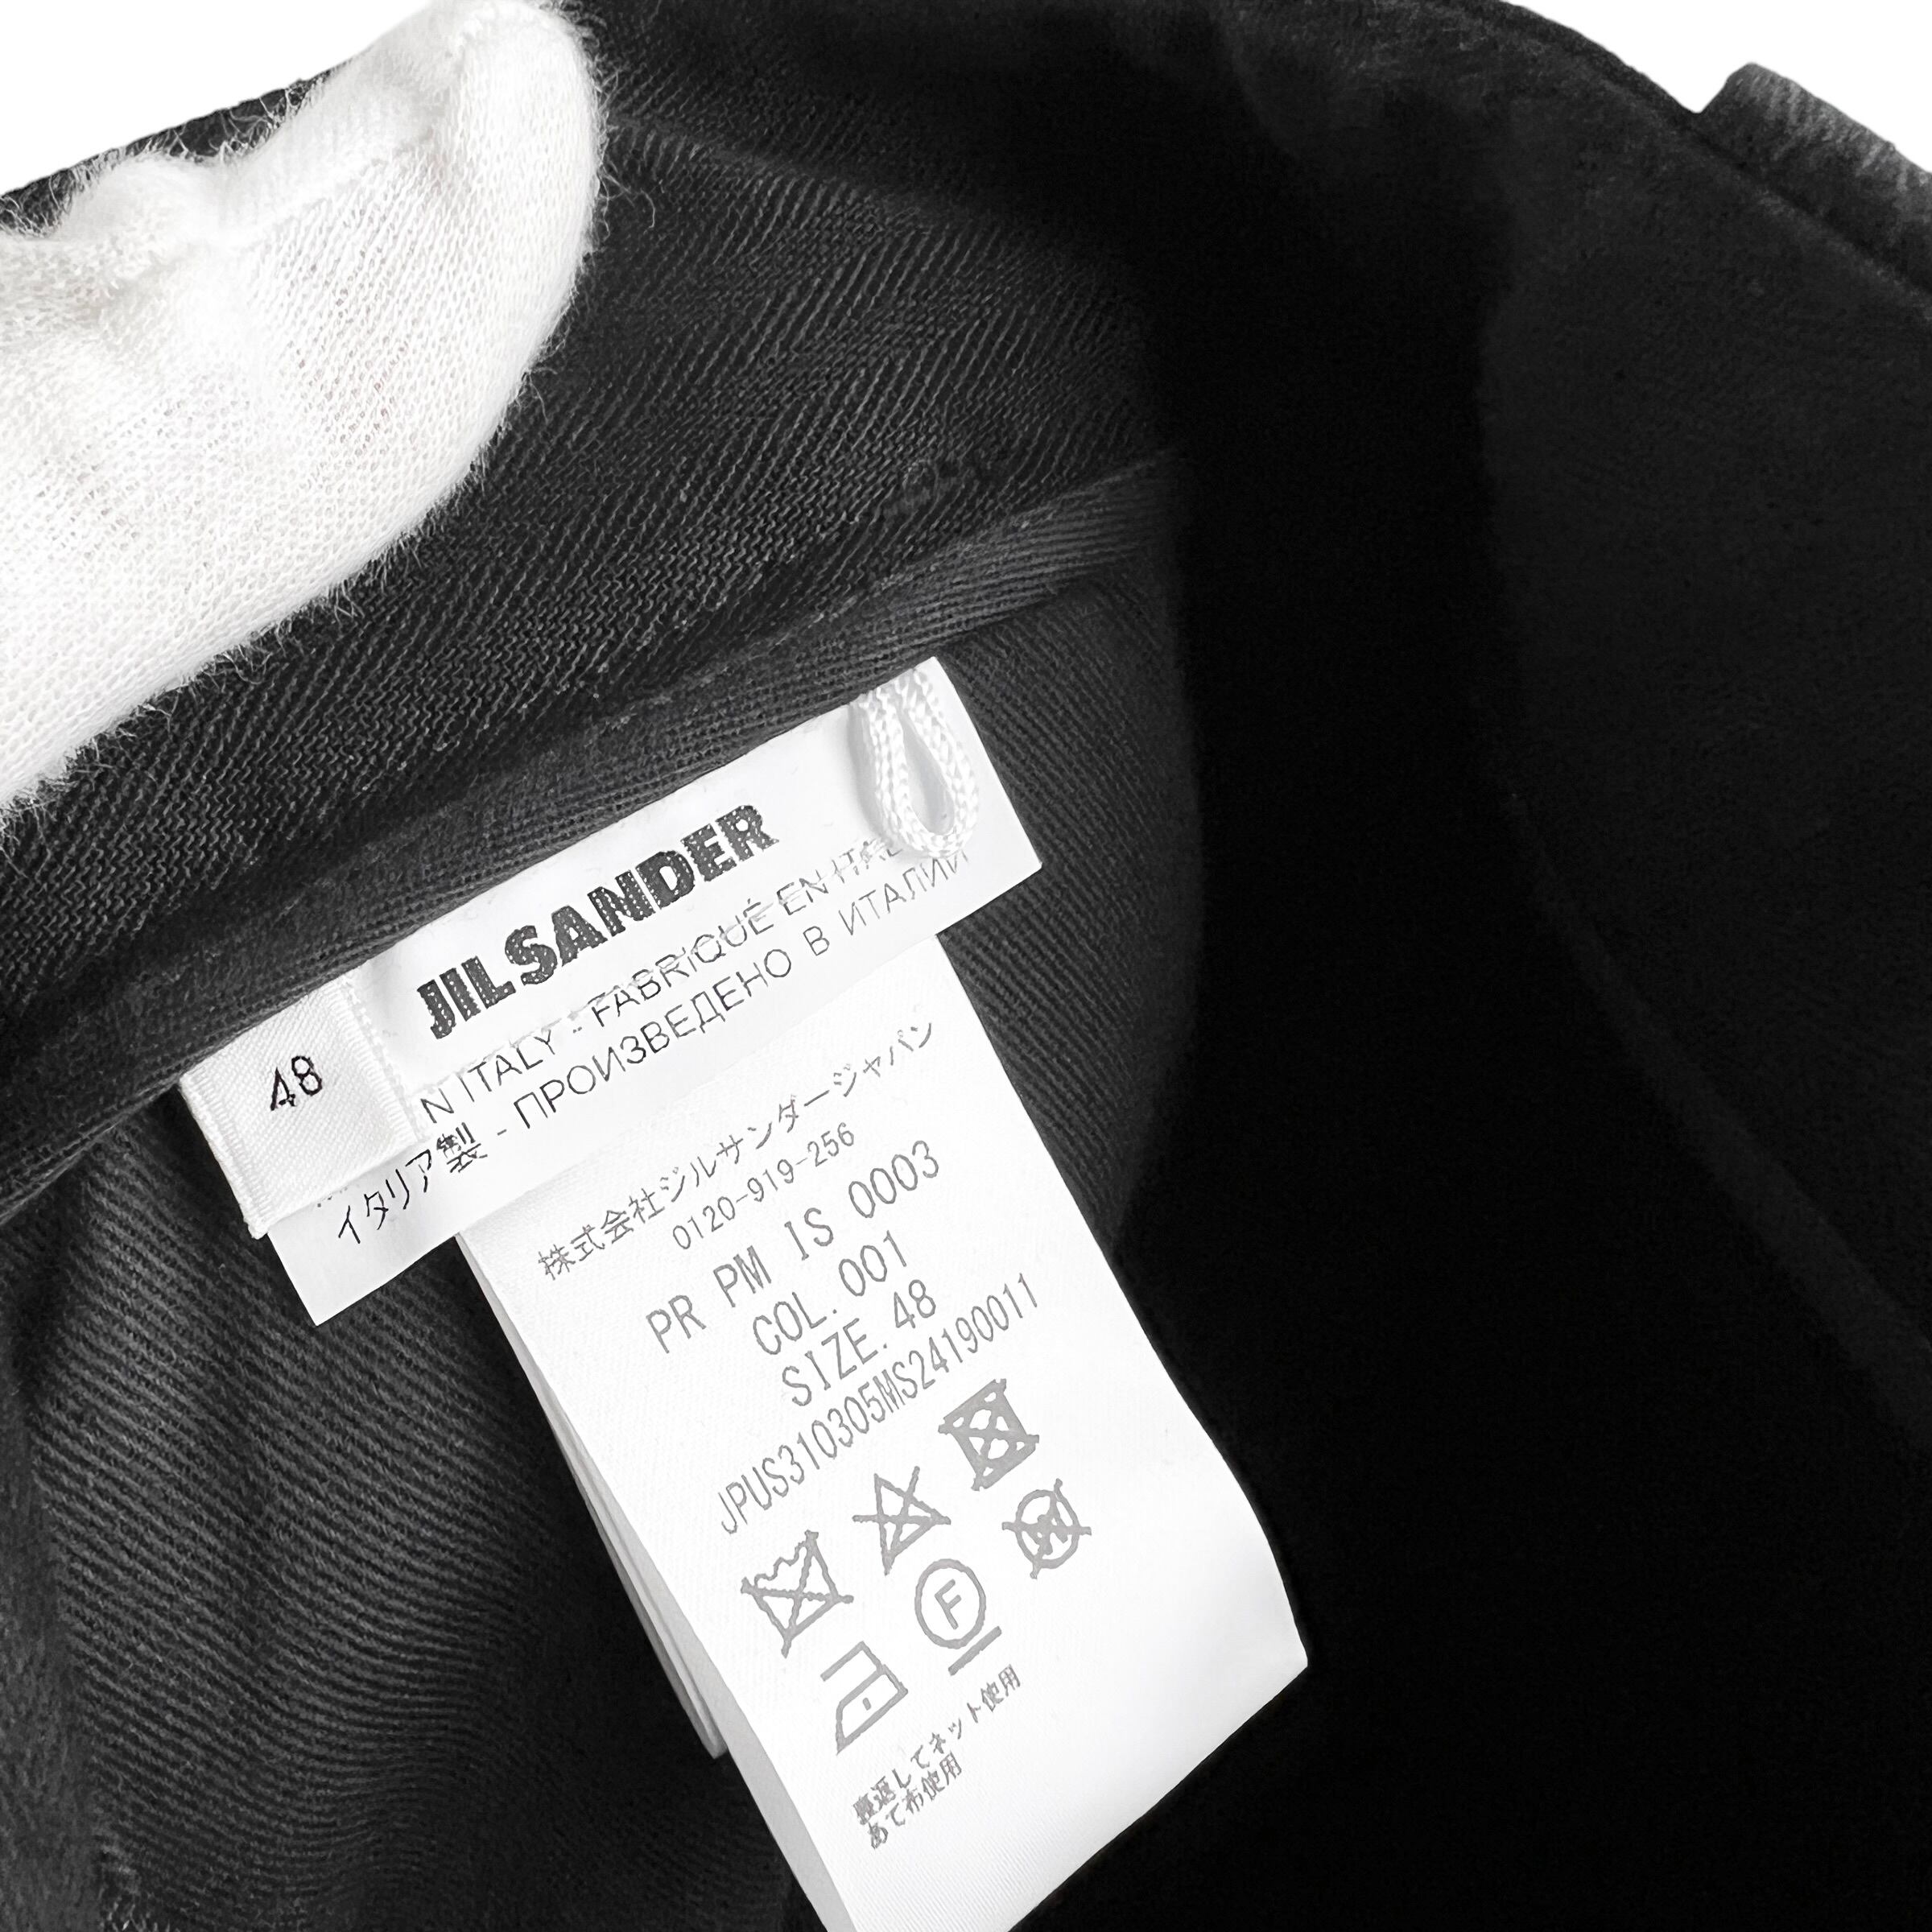 JIL SANDER
N ITALY - FABRIQUÉ EN ITAL
- ПРОИЗВЕДЕНО В ИТАЛИИ
イタリア製
48
株式会社ジルサンダージャパン
0120-919-256
PR PM IS 0003
COL. 001
SIZE. 48
JPUS310305MS24190011
F
W
裏返してネット使用
あて布使用